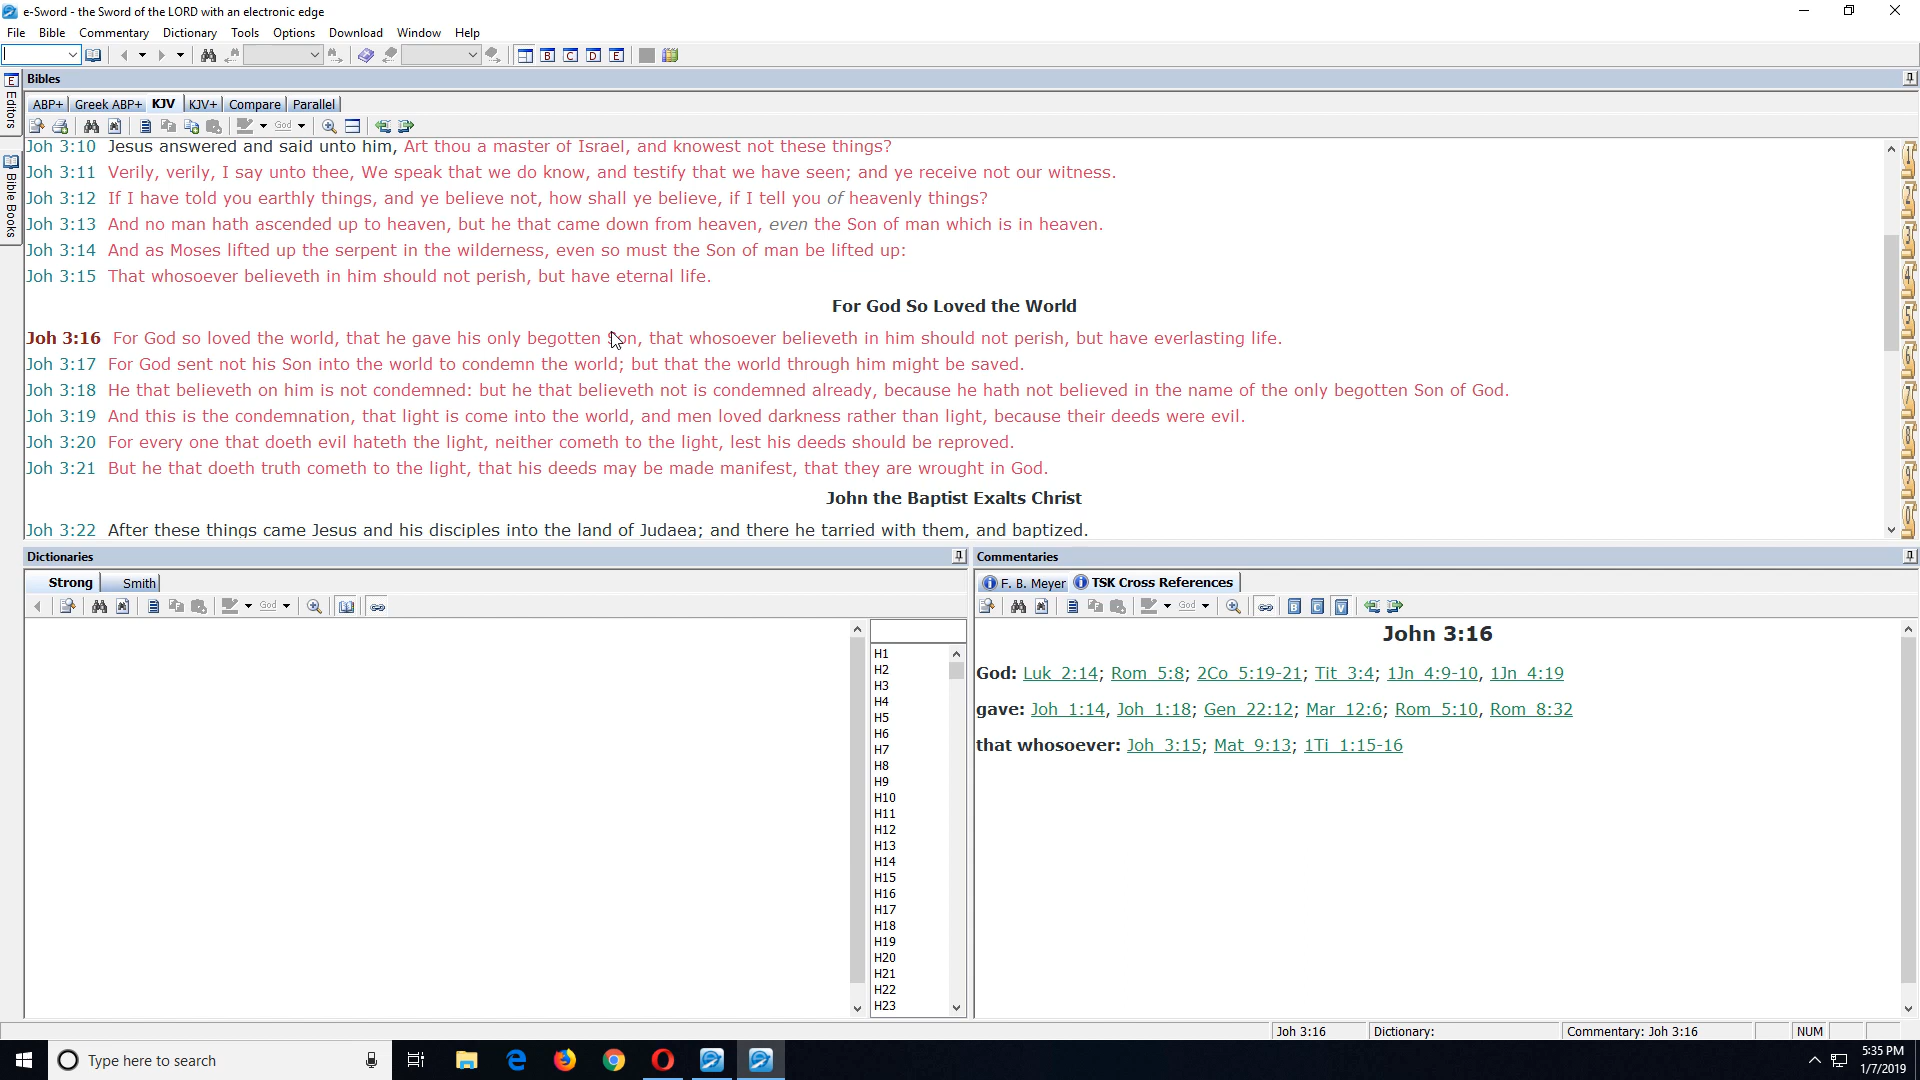 e-Sword - the Sword of the LORD with an electronic edge
File Bible Commentary Dictionary Tools Options Download Window Help
B C D E
Bibles
E Editors
Bible Books
ABP+ Greek ABP+ KJV KJV+ Compare Parallel
God
Joh 3:10 Jesus answered and said unto him, Art thou a master of Israel, and knowest not these things?
Joh 3:11 Verily, verily, I say unto thee, We speak that we do know, and testify that we have seen; and ye receive not our witness.
Joh 3:12 If I have told you earthly things, and ye believe not, how shall ye believe, if I tell you of heavenly things?
Joh 3:13 And no man hath ascended up to heaven, but he that came down from heaven, even the Son of man which is in heaven.
Joh 3:14 And as Moses lifted up the serpent in the wilderness, even so must the Son of man be lifted up:
Joh 3:15 That whosoever believeth in him should not perish, but have eternal life.
For God So Loved the World
Joh 3:16 For God so loved the world, that he gave his only begotten Son, that whosoever believeth in him should not perish, but have everlasting life.
Joh 3:17 For God sent not his Son into the world to condemn the world; but that the world through him might be saved.
Joh 3:18 He that believeth on him is not condemned: but he that believeth not is condemned already, because he hath not believed in the name of the only begotten Son of God.
Joh 3:19 And this is the condemnation, that light is come into the world, and men loved darkness rather than light, because their deeds were evil.
Joh 3:20 For every one that doeth evil hateth the light, neither cometh to the light, lest his deeds should be reproved.
Joh 3:21 But he that doeth truth cometh to the light, that his deeds may be made manifest, that they are wrought in God.
John the Baptist Exalts Christ
Joh 3:22 After these things came Jesus and his disciples into the land of Judaea; and there he tarried with them, and baptized.
1
2
3
4
5
6
7
8
9
0
Dictionaries
Strong Smith
God
H1
H2
H3
H4
H5
H6
H7
H8
H9
H10
H11
H12
H13
H14
H15
H16
H17
H18
H19
H20
H21
H22
H23
Commentaries
F. B. Meyer TSK Cross References
God B C V
John 3:16
God: Luk 2:14; Rom 5:8; 2Co 5:19-21; Tit 3:4; 1Jn 4:9-10, 1Jn 4:19
gave: Joh 1:14, Joh 1:18; Gen 22:12; Mar 12:6; Rom 5:10, Rom 8:32
that whosoever: Joh 3:15; Mat 9:13; 1Ti 1:15-16
Joh 3:16 Dictionary: Commentary: Joh 3:16 NUM
Type here to search
5:35 PM
1/7/2019